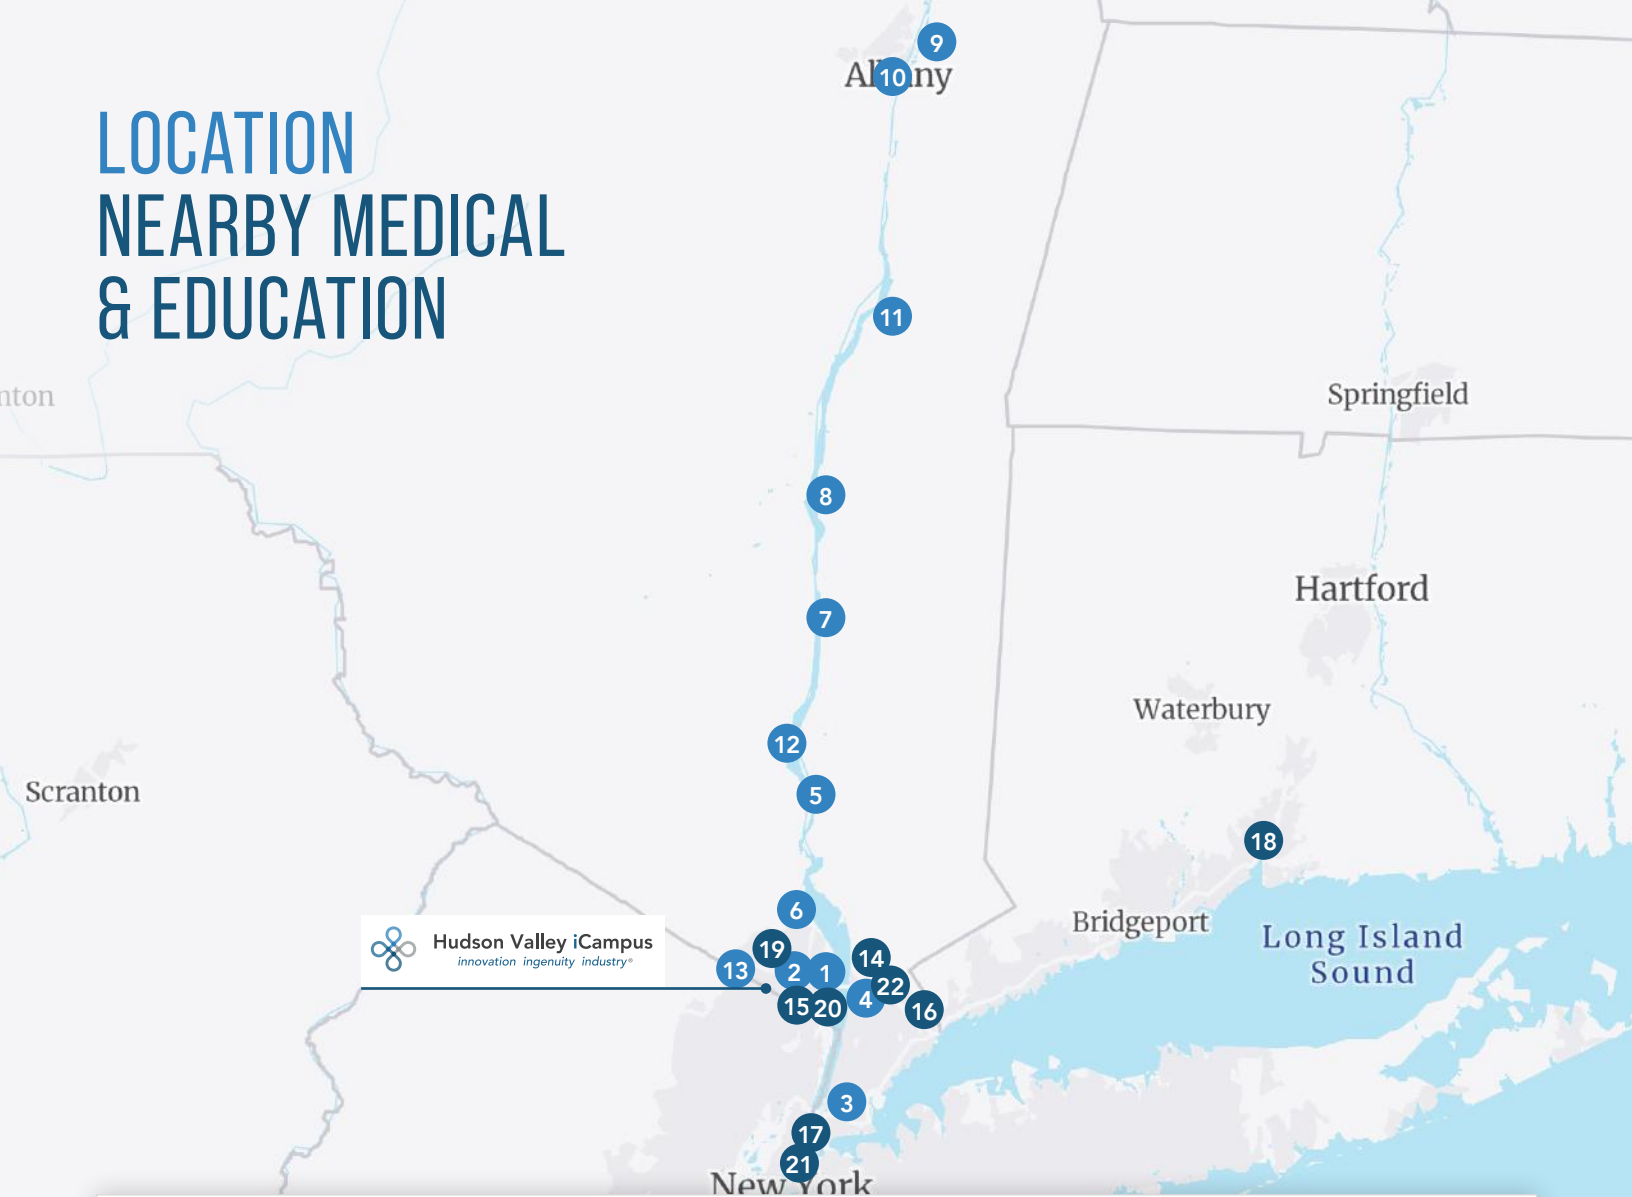 LOCATION
NEARBY MEDICAL
& EDUCATION
9
10
11
Springfield
8
Hartford
7
Waterbury
12
Scranton
5
18
6
Bridgeport
Long Island
Sound
Hudson Valley iCampus
innovation ingenuity industry®
19
14
13
2
1
22
4
15
20
16
3
17
21
New York